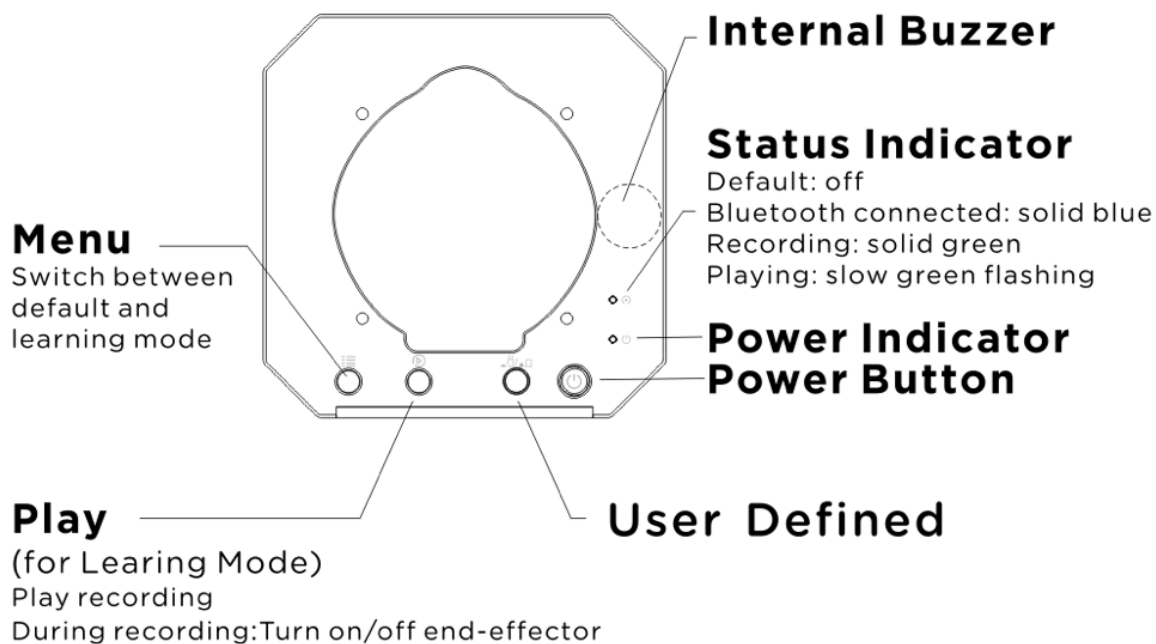 Internal Buzzer
Status Indicator
Default: off
Bluetooth connected: solid blue
Recording: solid green
Playing: slow green flashing
Menu
Switch between
default and
learning mode
Power Indicator
Power Button
Play
(for Learing Mode)
Play recording
During recording:Turn on/off end-effector
User Defined